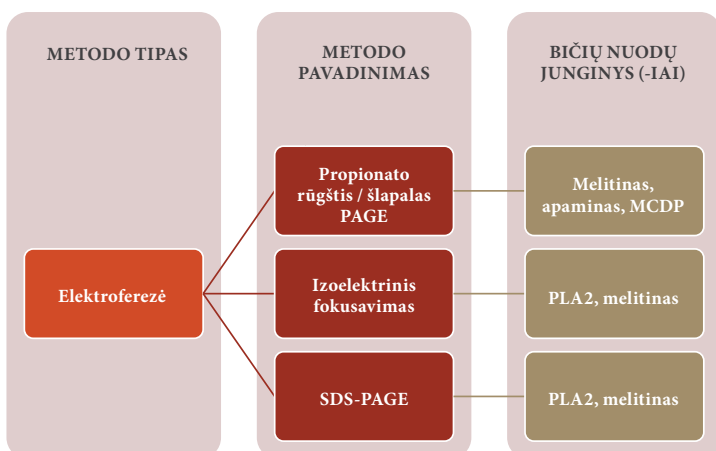 METODO TIPAS
METODO
PAVADINIMAS
BIČIŲ NUODŲ
JUNGINYS (-IAI)
Elektroferezė
Propionato
rūgštis / šlapalas
PAGE
Melitinas,
apaminas, MCDP
Izoelektrinis
fokusavimas
PLA2, melitinas
SDS-PAGE
PLA2, melitinas